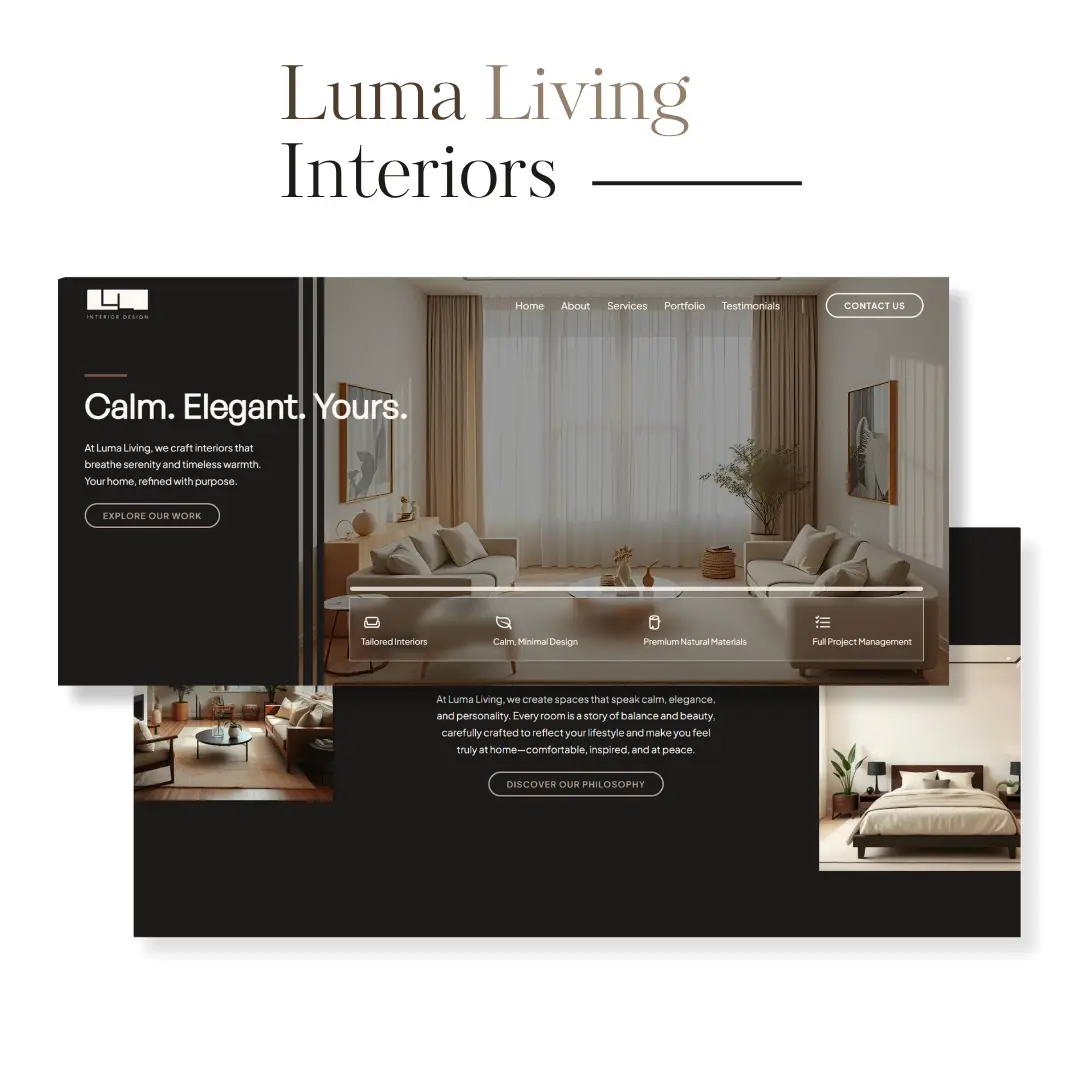 Luma Living
Interiors
INTERIOR DESIGN
Home About Services Portfolio Testimonials
CONTACT US
Calm. Elegant. Yours.
At Luma Living, we craft interiors that
breathe serenity and timeless warmth.
Your home, refined with purpose.
EXPLORE OUR WORK
Tailored Interiors
Calm, Minimal Design
Premium Natural Materials
Full Project Management
At Luma Living, we create spaces that speak calm, elegance,
and personality. Every room is a story of balance and beauty,
carefully crafted to reflect your lifestyle and make you feel
truly at home—comfortable, inspired, and at peace.
DISCOVER OUR PHILOSOPHY